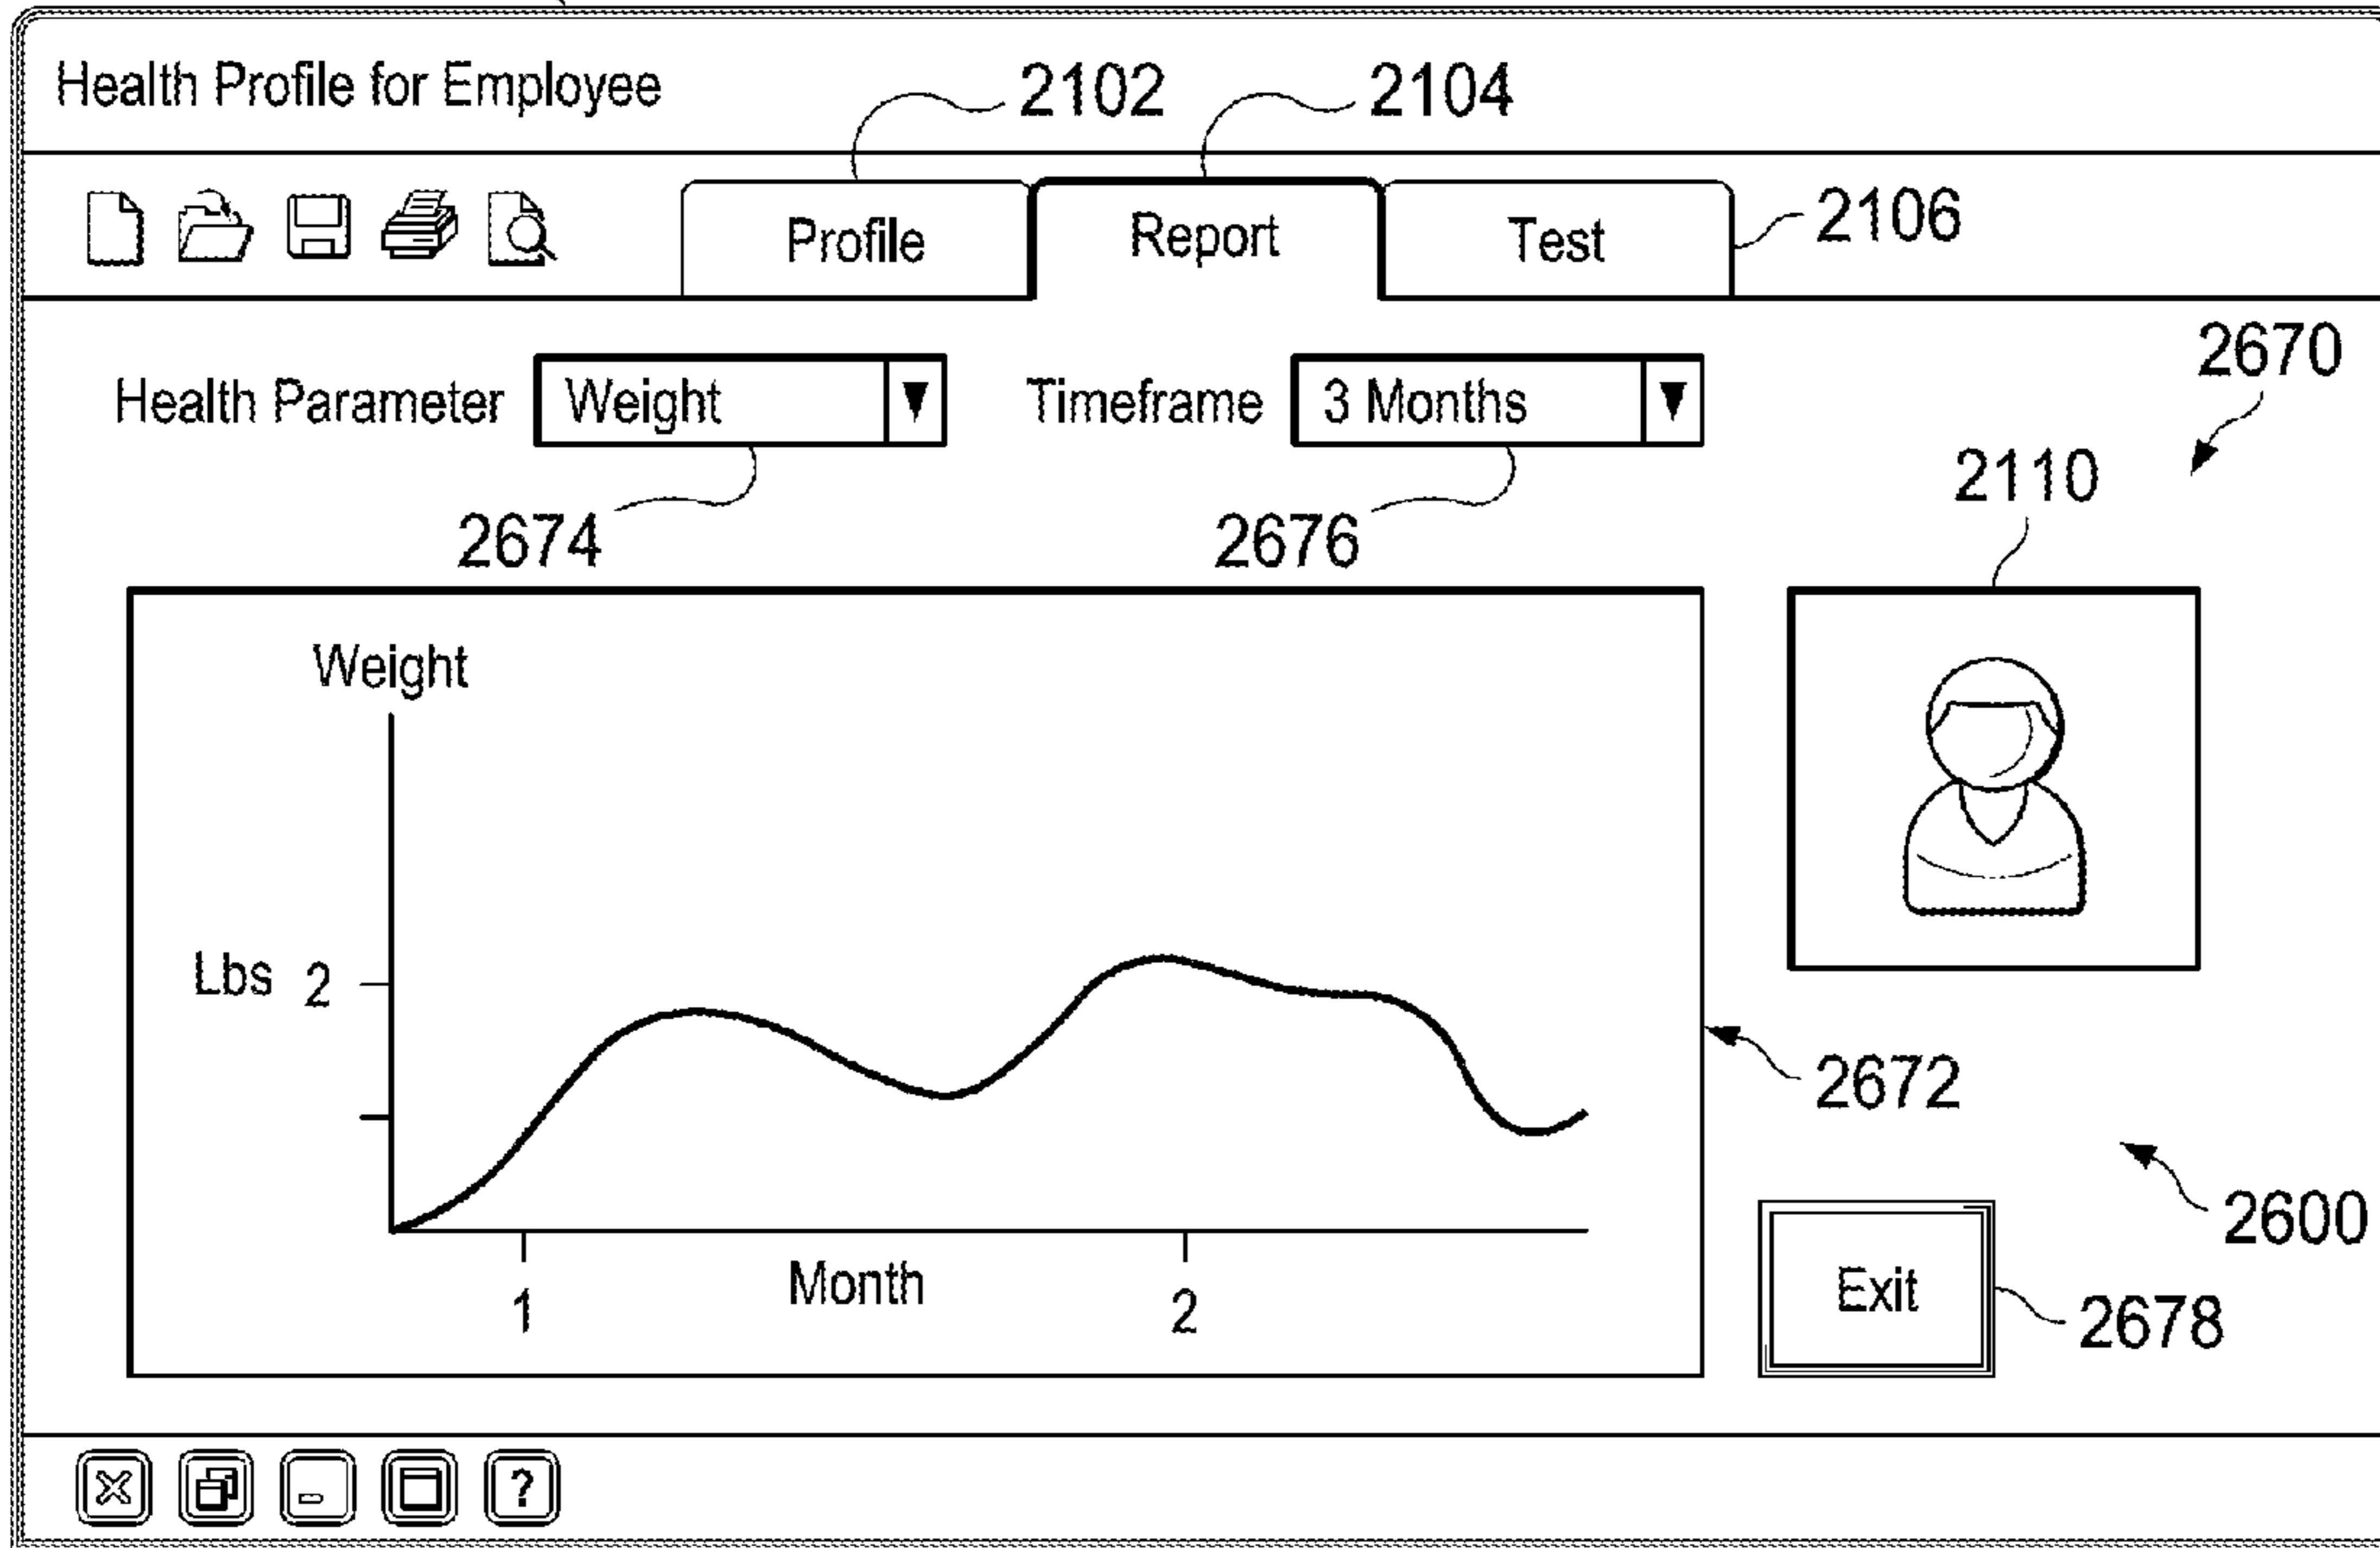 Health Profile for Employee
2102
2104
Profile
Report
Test
2106
Health Parameter
Weight
Timeframe
3 Months
2670
2674
2676
2110
Weight
Lbs 2
2672
2600
Month
1
2
Exit
2678
?